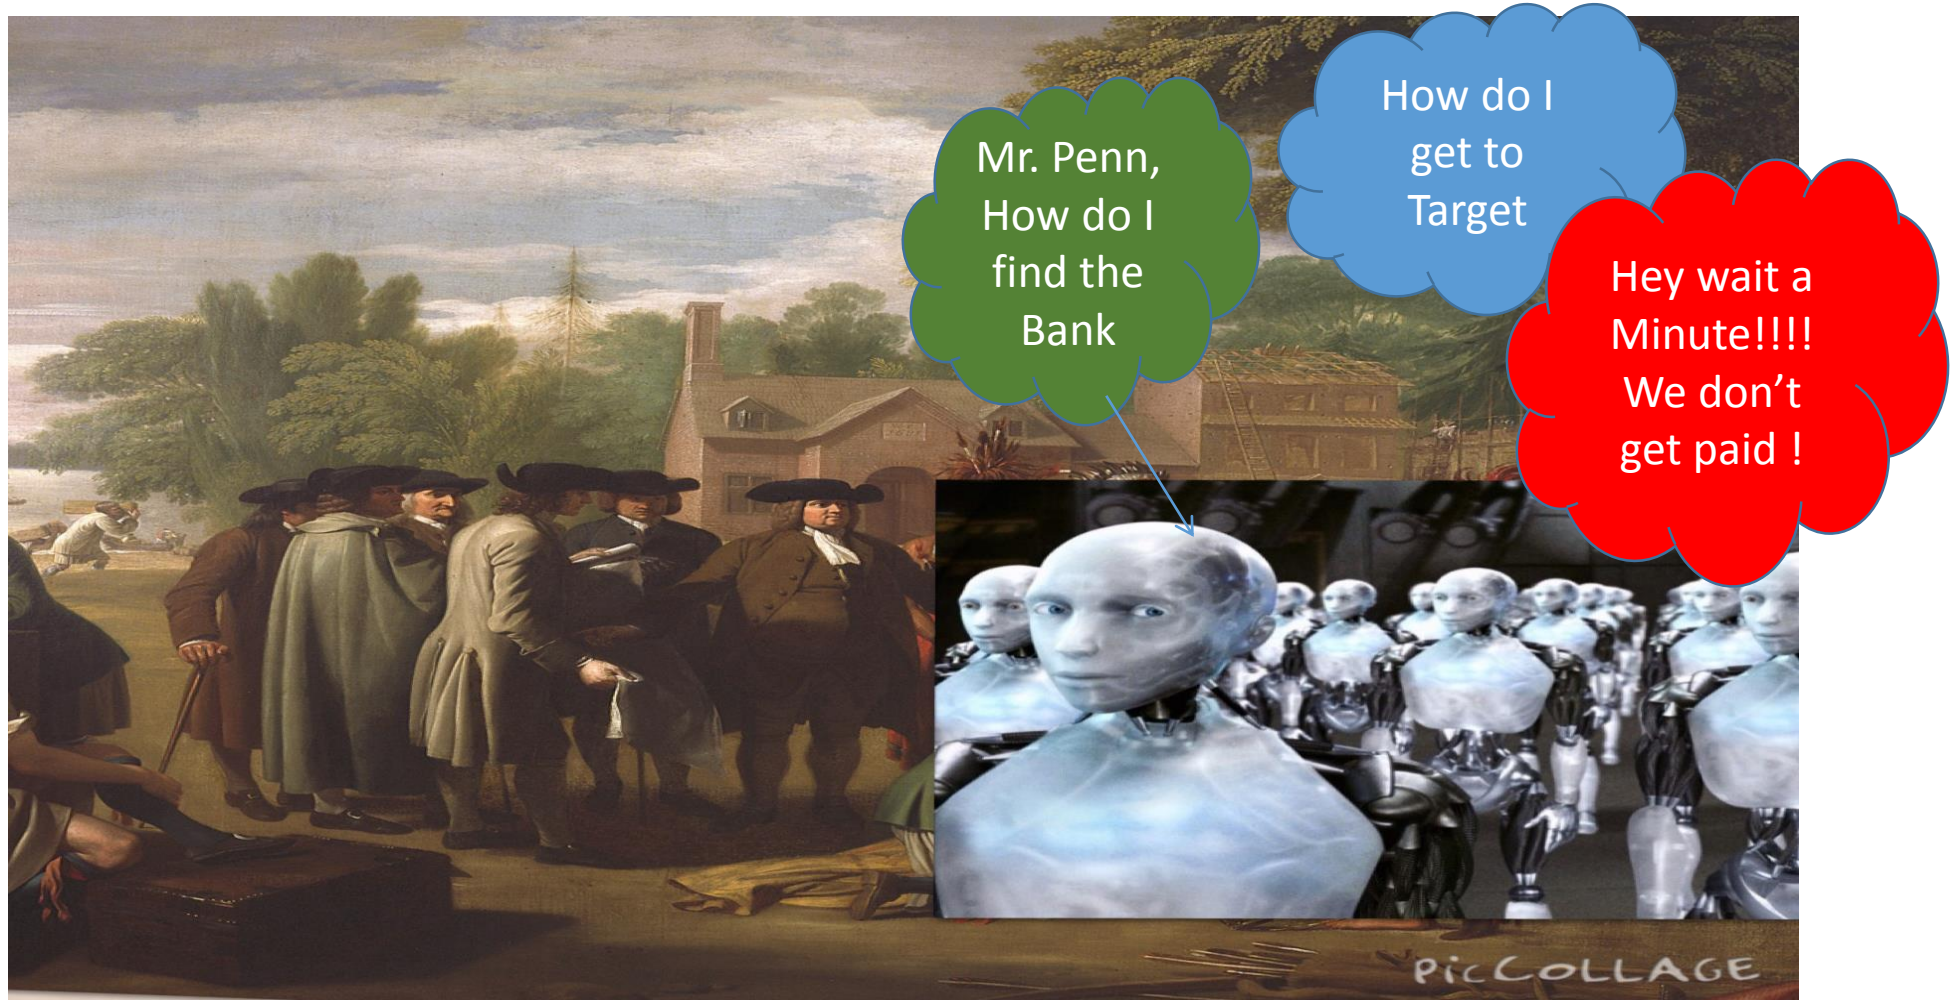 Mr. Penn,
How do I
find the
Bank
How do I
get to
Target
Hey wait a
Minute!!!!
We don’t
get paid !
PicCOLLAGE